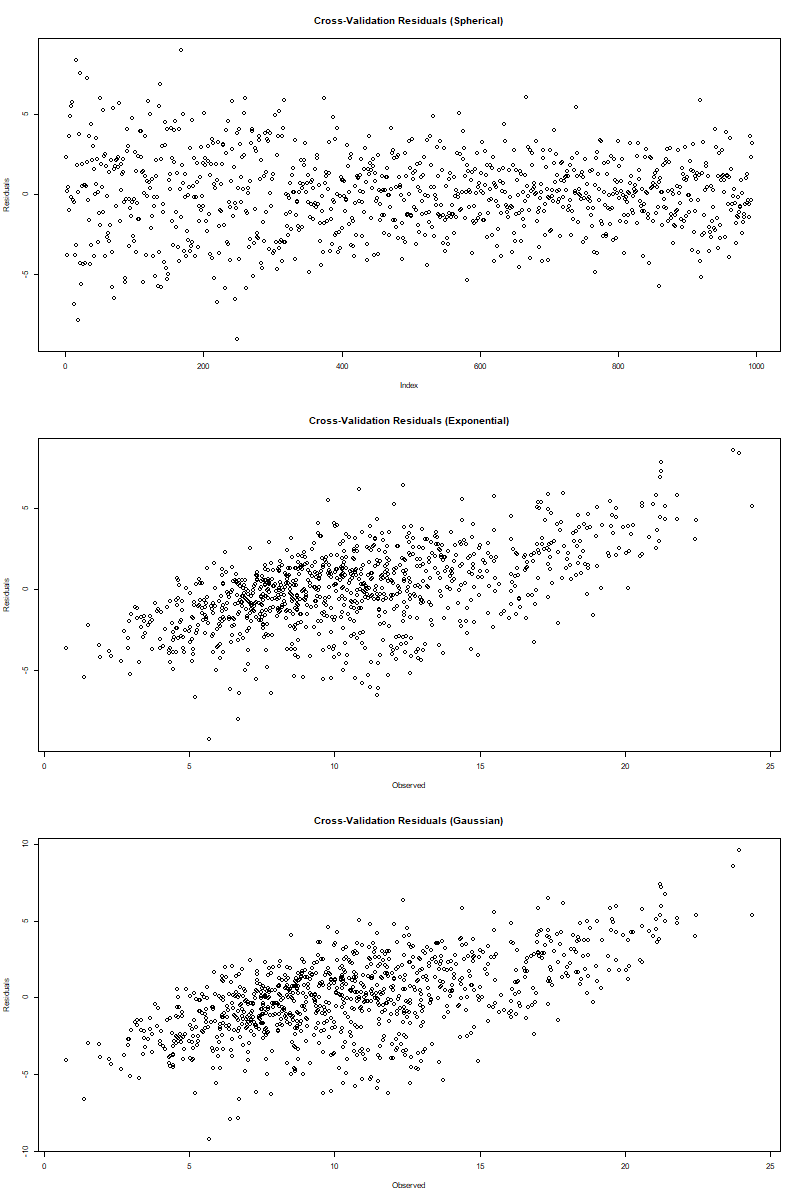 Cross-Validation Residuals (Spherical)
5
0
-5
Residuals
0 200 400 600 800 1000
Index
Cross-Validation Residuals (Exponential)
5
0
-5
Residuals
0 5 10 15 20 25
Observed
Cross-Validation Residuals (Gaussian)
10
5
0
-5
-10
Residuals
0 5 10 15 20 25
Observed